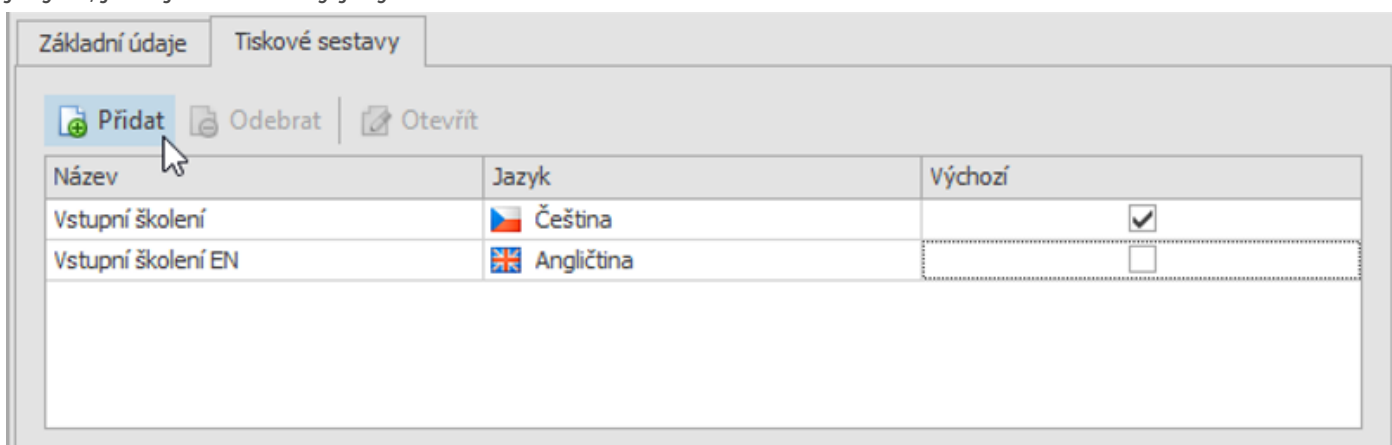 Základní údaje Tiskové sestavy
Přidat Odebrat Otevřít
Název Jazyk Výchozí
Vstupní školení Čeština
Vstupní školení EN Angličtina